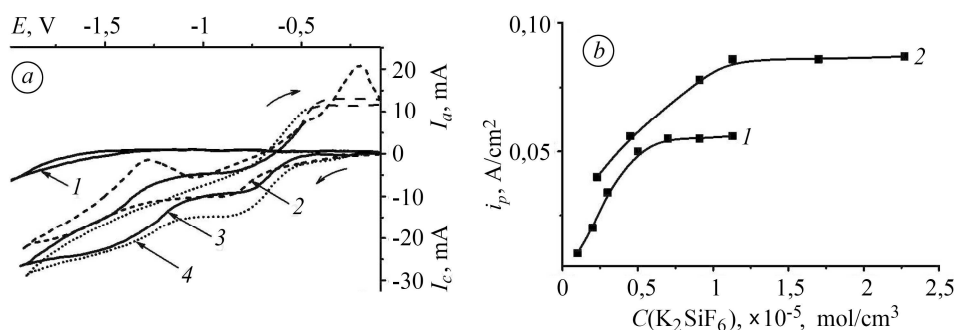 E, V -1,5 -1 -0,5
a
20
10
0
-10
-20
-30
I_a, mA
I_c, mA
1
2
3
4
b
0,10
0,05
i_p, A/cm²
2
1
0 0,5 1 1,5 2 2,5
C(K₂SiF₆), ×10⁻⁵, mol/cm³